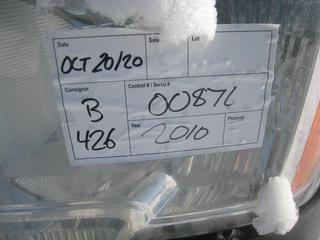 Date Sale Lot
OCT 20/20
Consignor Control # / Serial #
B 00876
Year Pictured
426 2010